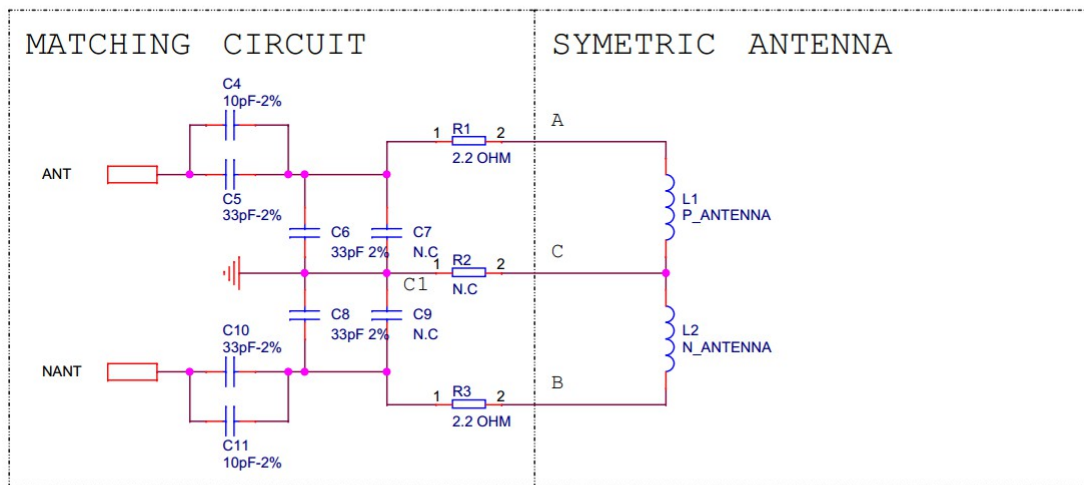 MATCHING CIRCUIT
SYMETRIC ANTENNA
C4
10pF-2%
ANT
C5
33pF-2%
1 R1 2
2.2 OHM
A
L1
P_ANTENNA
C6
33pF 2%
C7
N.C
1 R2 2
N.C
C
C1
C8
33pF 2%
C9
N.C
L2
N_ANTENNA
C10
33pF-2%
NANT
C11
10pF-2%
1 R3 2
2.2 OHM
B